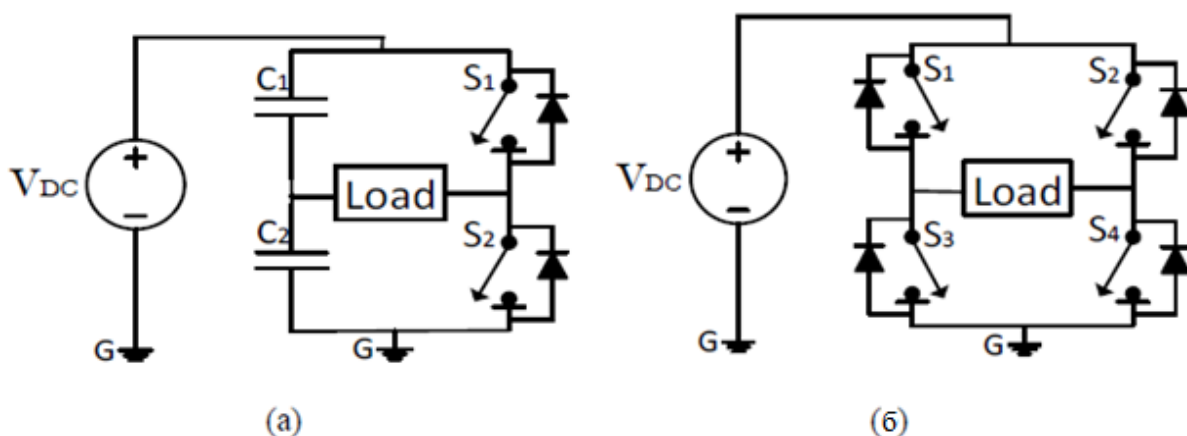 C1
S1
VDC
+
−
Load
C2
S2
G
G
(а)
S1
S2
VDC
+
−
Load
S3
S4
G
G
(б)